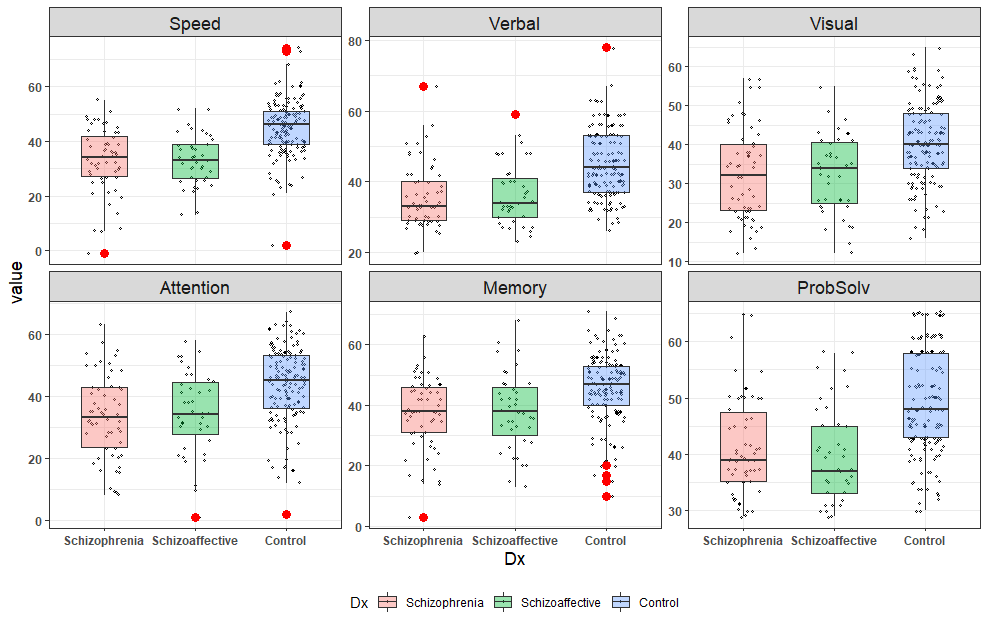 Speed Verbal Visual
80
60 60
60 50
40 60 40
20 40 30
20
0 20 10
value
Attention Memory ProbSolv
60 60 60
40 40 50
20 20 40
0 0 30
Schizophrenia Schizoaffective Control Schizophrenia Schizoaffective Control Schizophrenia Schizoaffective Control
Dx
Dx Schizophrenia Schizoaffective Control